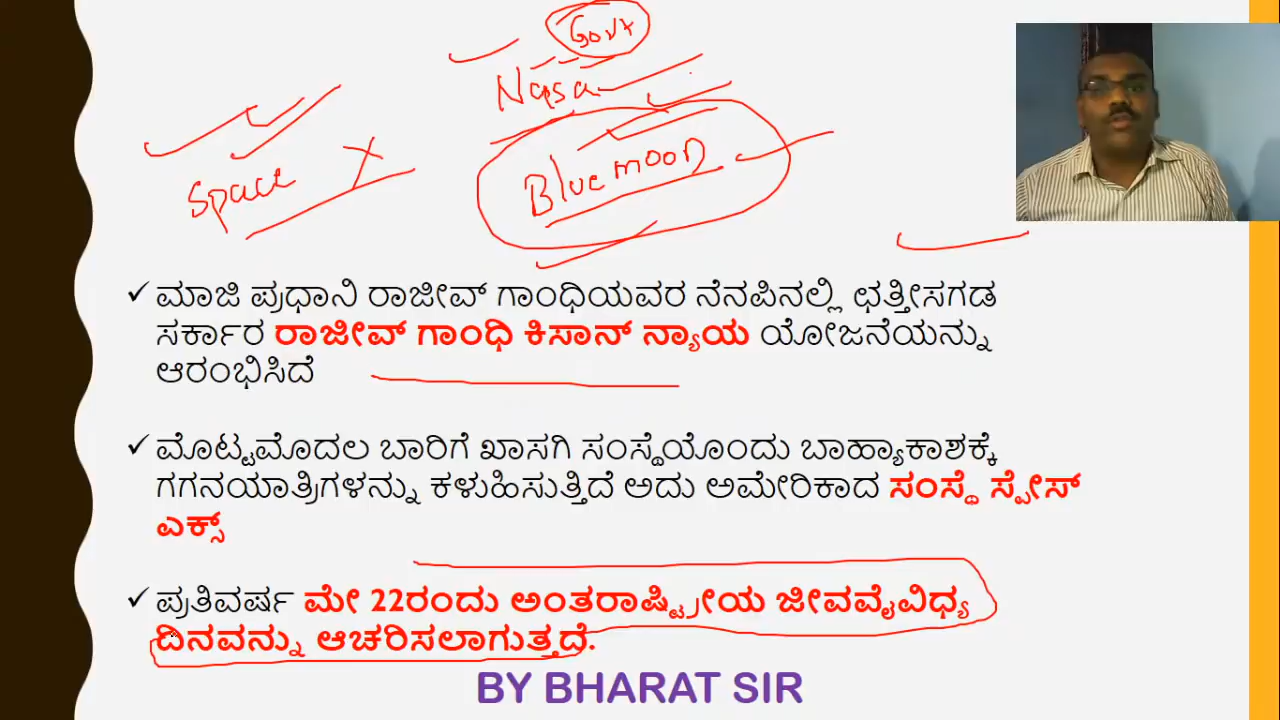 Govt
Nasa
Space X
Blue moon
ಮಾಜಿ ಪ್ರಧಾನಿ ರಾಜೀವ್ ಗಾಂಧಿಯವರ ನೆನಪಿನಲ್ಲಿ ಛತ್ತೀಸಗಡ
ಸರ್ಕಾರ ರಾಜೀವ್ ಗಾಂಧಿ ಕಿಸಾನ್ ನ್ಯಾಯ ಯೋಜನೆಯನ್ನು
ಆರಂಭಿಸಿದೆ
ಮೊಟ್ಟಮೊದಲ ಬಾರಿಗೆ ಖಾಸಗಿ ಸಂಸ್ಥೆಯೊಂದು ಬಾಹ್ಯಾಕಾಶಕ್ಕೆ
ಗಗನಯಾತ್ರಿಗಳನ್ನು ಕಳುಹಿಸುತ್ತಿದೆ ಅದು ಅಮೇರಿಕಾದ ಸಂಸ್ಥೆ ಸ್ಪೇಸ್
ಎಕ್ಸ್
ಪ್ರತಿವರ್ಷ ಮೇ 22ರಂದು ಅಂತರಾಷ್ಟ್ರೀಯ ಜೀವವೈವಿಧ್ಯ
ದಿನವನ್ನು ಆಚರಿಸಲಾಗುತ್ತದೆ.
BY BHARAT SIR